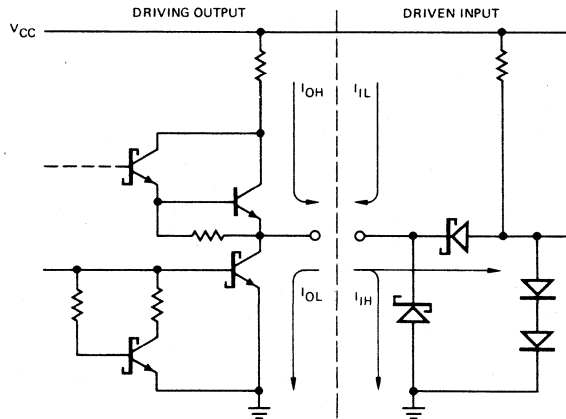 DRIVING OUTPUT
DRIVEN INPUT
VCC
IOH
IIL
IOL
IIH